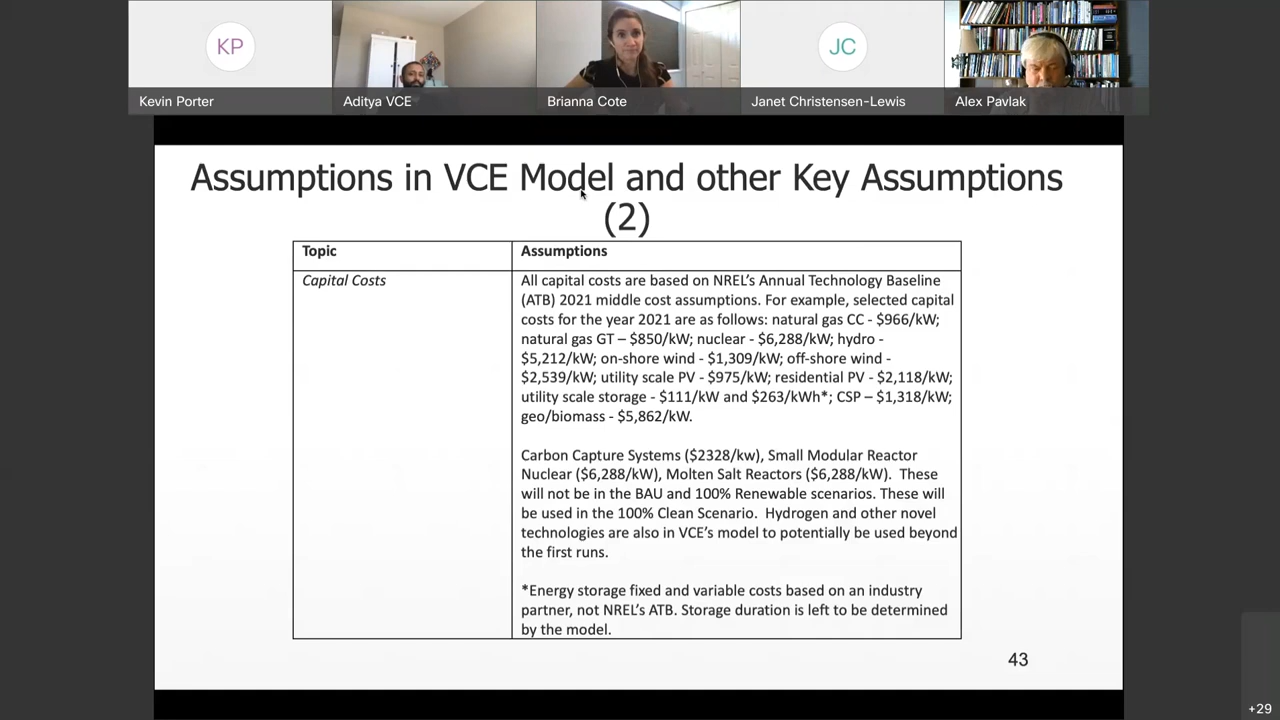 KP
JC
Kevin Porter
Aditya VCE
Brianna Cote
Janet Christensen-Lewis
Alex Pavlak
Assumptions in VCE Model and other Key Assumptions
(2)
Topic
Assumptions
Capital Costs
All capital costs are based on NREL’s Annual Technology Baseline
(ATB) 2021 middle cost assumptions. For example, selected capital
costs for the year 2021 are as follows: natural gas CC - $966/kW;
natural gas GT – $850/kW; nuclear - $6,288/kW; hydro -
$5,212/kW; on-shore wind - $1,309/kW; off-shore wind -
$2,539/kW; utility scale PV - $975/kW; residential PV - $2,118/kW;
utility scale storage - $111/kW and $263/kWh*; CSP – $1,318/kW;
geo/biomass - $5,862/kW.
Carbon Capture Systems ($2328/kw), Small Modular Reactor
Nuclear ($6,288/kW), Molten Salt Reactors ($6,288/kW). These
will not be in the BAU and 100% Renewable scenarios. These will
be used in the 100% Clean Scenario. Hydrogen and other novel
technologies are also in VCE’s model to potentially be used beyond
the first runs.
*Energy storage fixed and variable costs based on an industry
partner, not NREL’s ATB. Storage duration is left to be determined
by the model.
43
+29